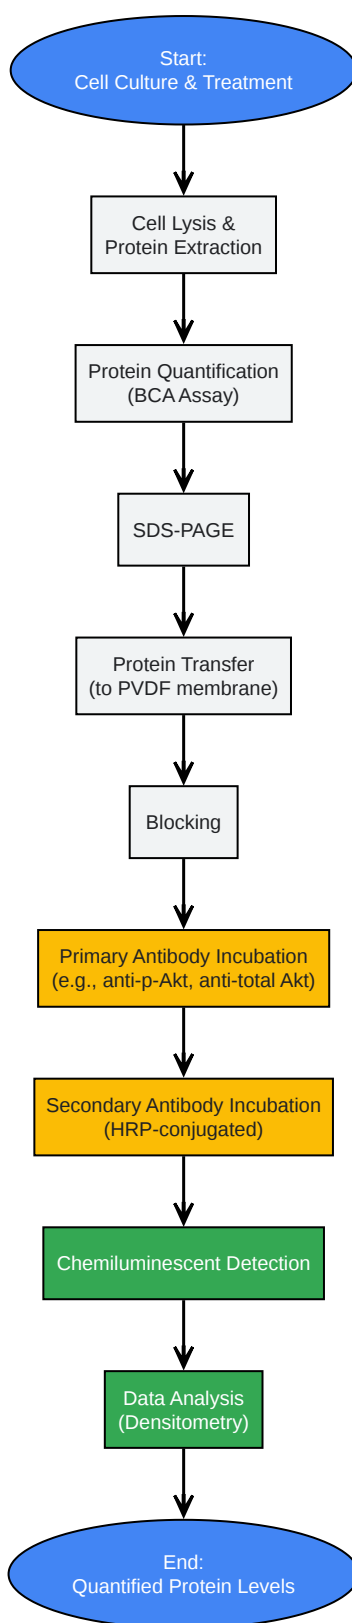 Start:
Cell Culture & Treatment
Cell Lysis &
Protein Extraction
Protein Quantification
(BCA Assay)
SDS-PAGE
Protein Transfer
(to PVDF membrane)
Blocking
Primary Antibody Incubation
(e.g., anti-p-Akt, anti-total Akt)
Secondary Antibody Incubation
(HRP-conjugated)
Chemiluminescent Detection
Data Analysis
(Densitometry)
End:
Quantified Protein Levels